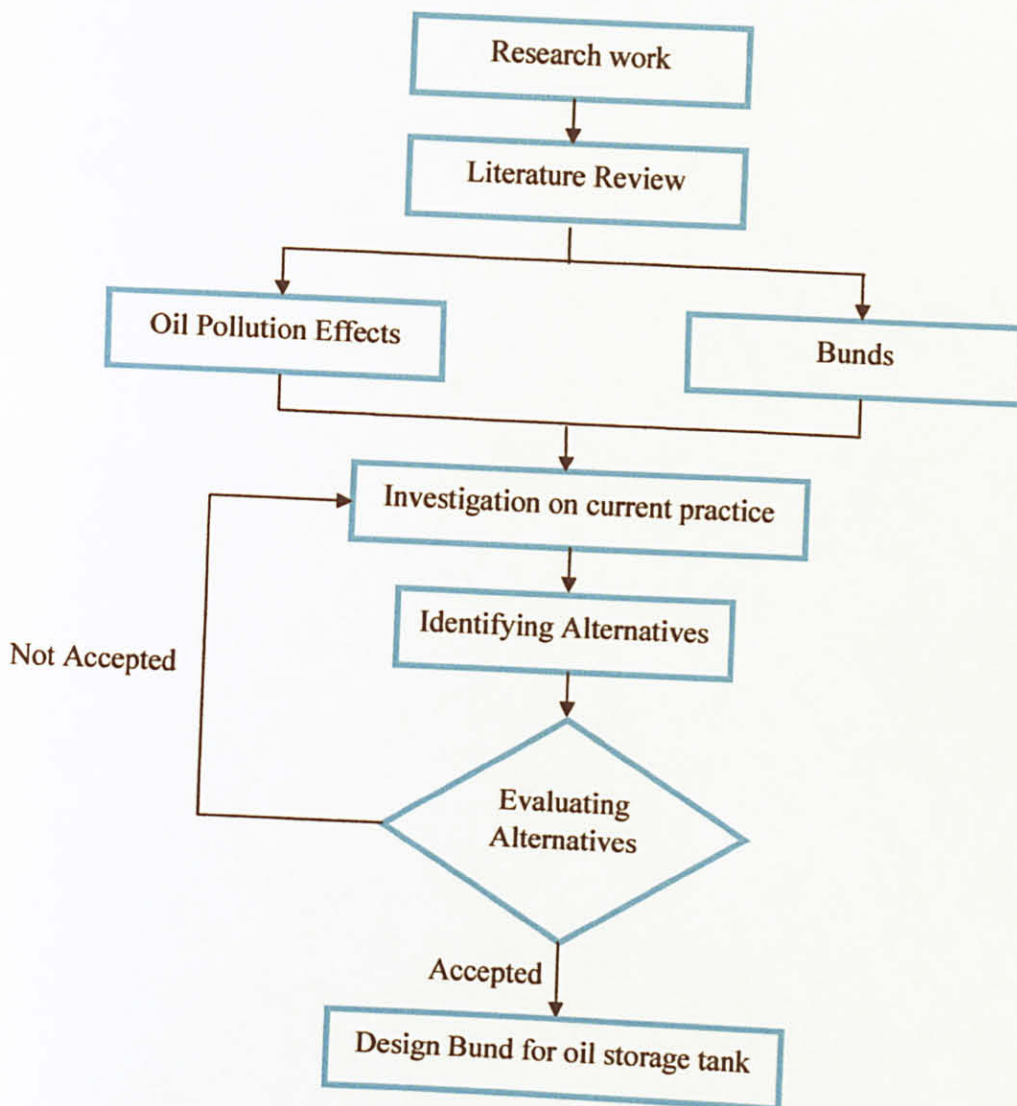 Research work
Literature Review
Oil Pollution Effects
Bunds
Investigation on current practice
Identifying Alternatives
Not Accepted
Evaluating
Alternatives
Accepted
Design Bund for oil storage tank